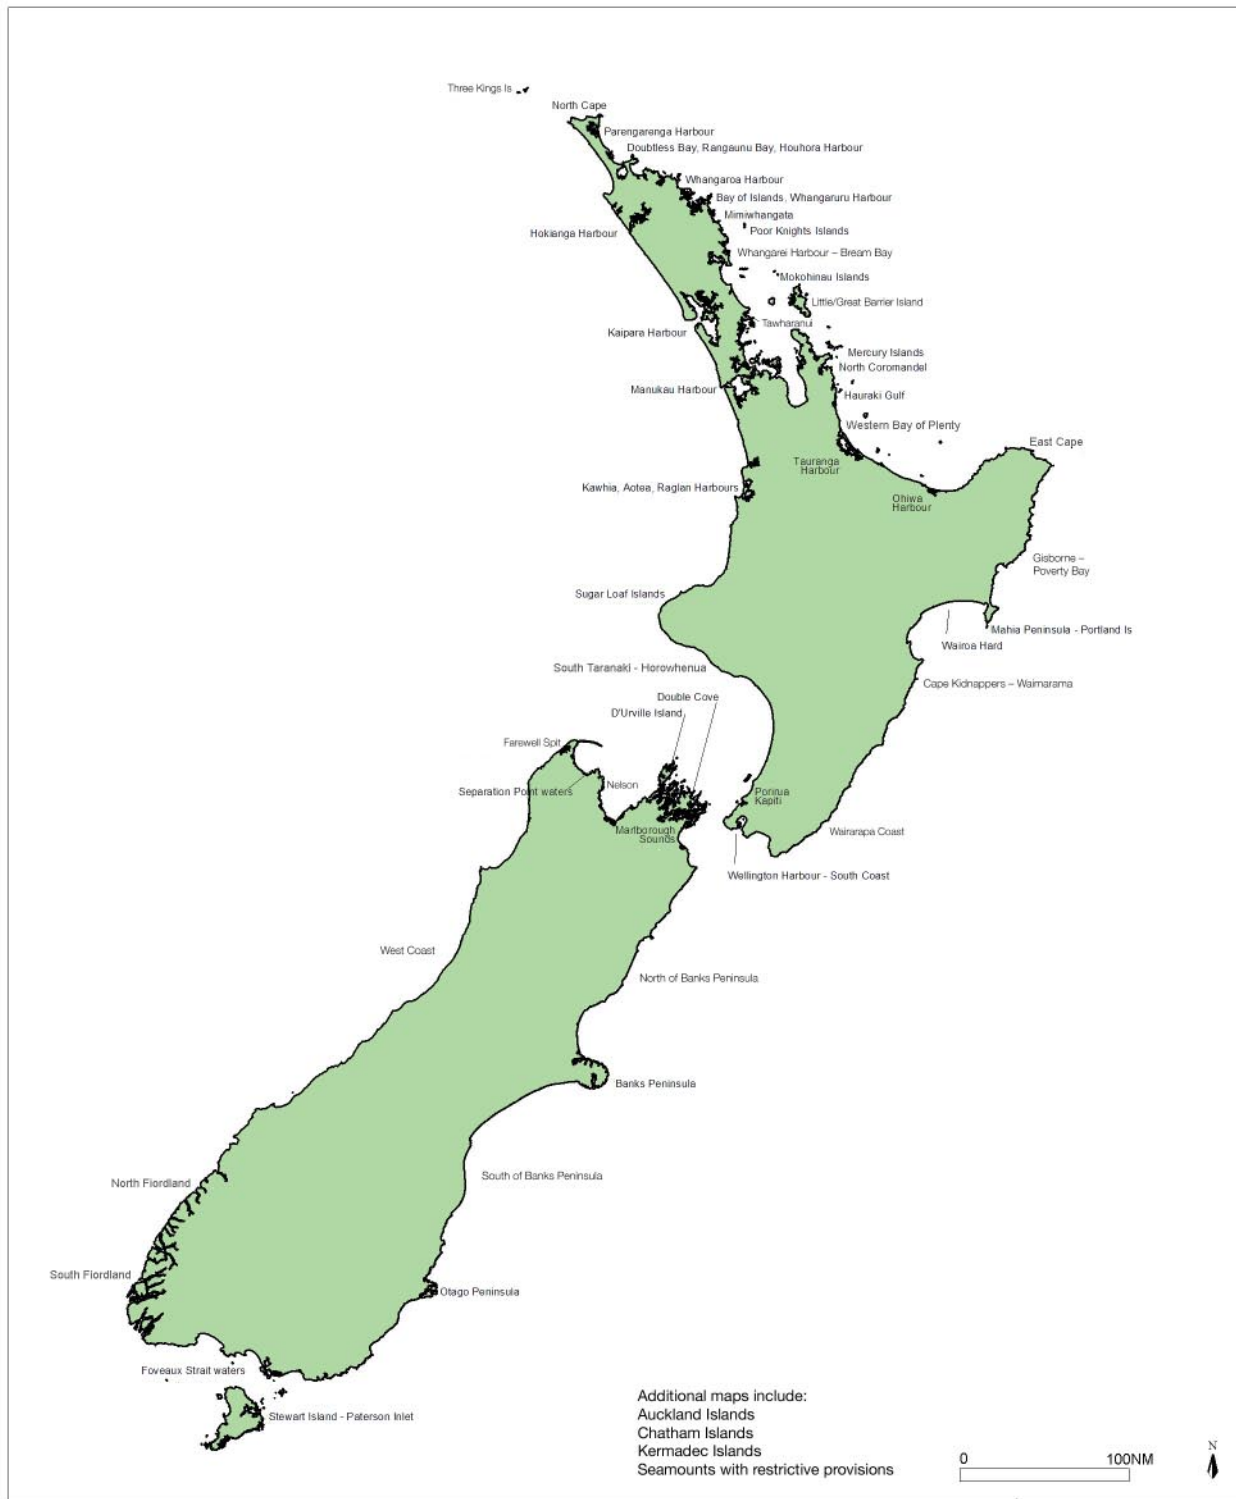 Three Kings Is
North Cape
Parengarenga Harbour
Doubtless Bay, Rangaunu Bay, Houhora Harbour
Whangaroa Harbour
Bay of Islands, Whangaruru Harbour
Mimiwhangata
Poor Knights Islands
Hokianga Harbour
Whangarei Harbour – Bream Bay
Mokohinau Islands
Little/Great Barrier Island
Tawharanui
Kaipara Harbour
Mercury Islands
North Coromandel
Manukau Harbour
Hauraki Gulf
Western Bay of Plenty
East Cape
Tauranga
Harbour
Kawhia, Aotea, Raglan Harbours
Ohiwa
Harbour
Gisborne –
Poverty Bay
Sugar Loaf Islands
Mahia Peninsula - Portland Is
Wairoa Hard
South Taranaki - Horowhenua
Cape Kidnappers – Waimarama
Double Cove
D'Urville Island
Farewell Spit
Separation Point waters
Nelson
Porirua
Kapiti
Marlborough
Sounds
Wairarapa Coast
Wellington Harbour - South Coast
West Coast
North of Banks Peninsula
Banks Peninsula
South of Banks Peninsula
North Fiordland
South Fiordland
Otago Peninsula
Foveaux Strait waters
Stewart Island - Paterson Inlet
Additional maps include:
Auckland Islands
Chatham Islands
Kermadec Islands
Seamounts with restrictive provisions
0 100NM
N